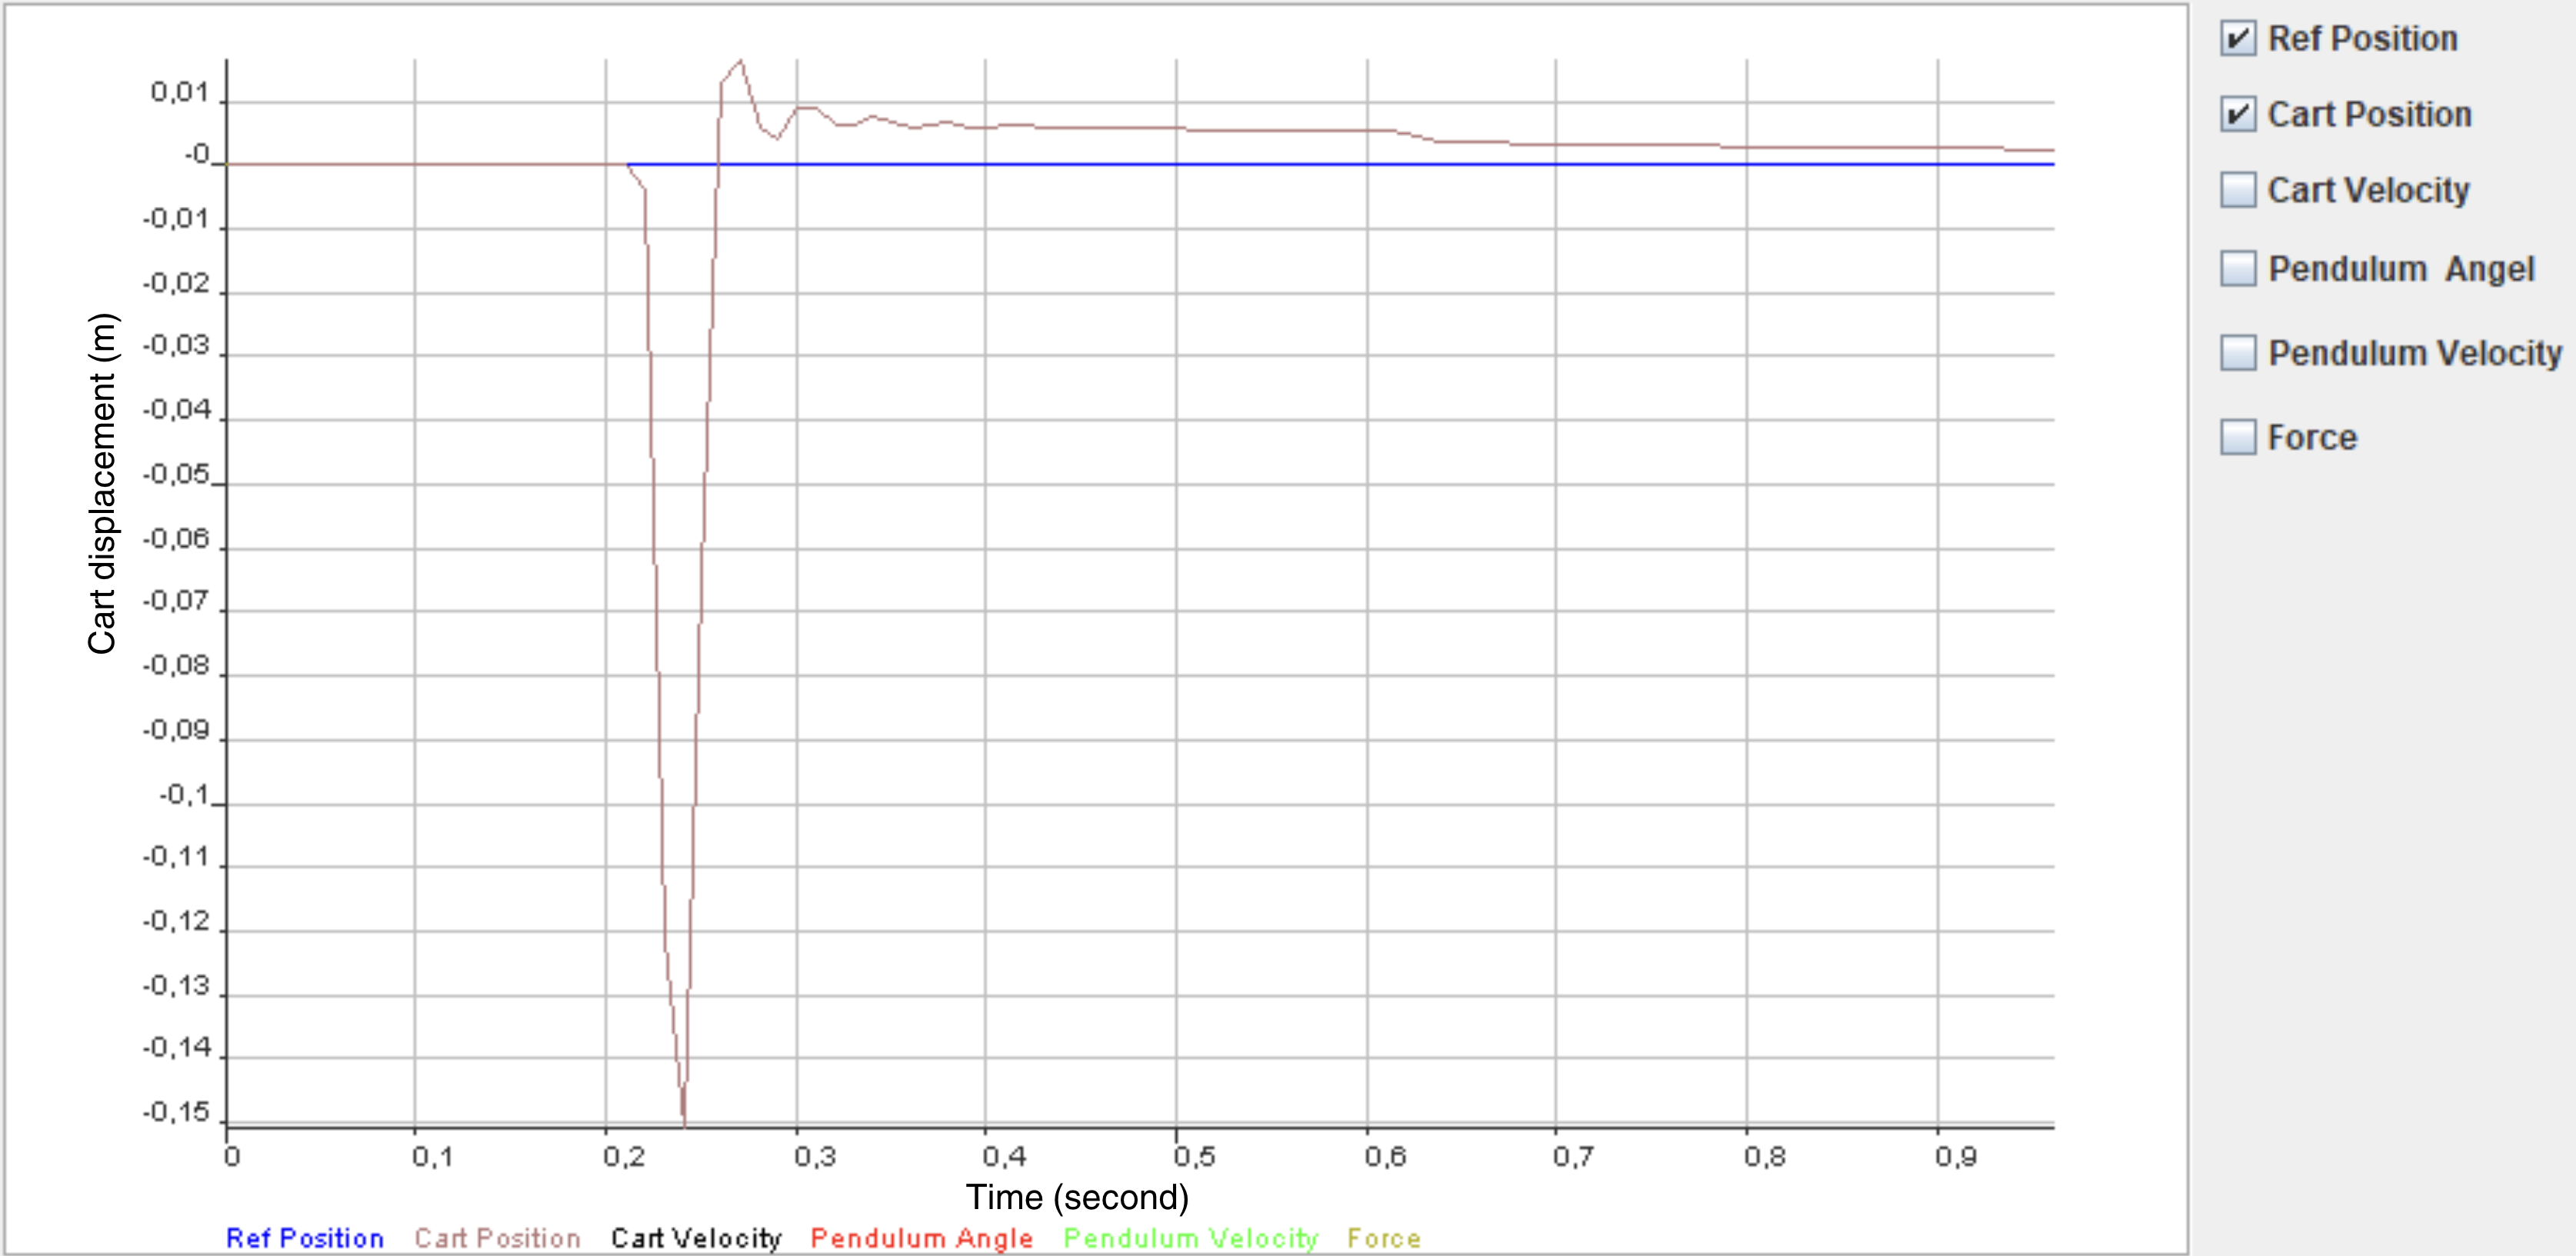 0,01
-0
-0,01
-0,02
-0,03
-0,04
-0,05
-0,06
-0,07
-0,08
-0,09
-0,1
-0,11
-0,12
-0,13
-0,14
-0,15
Cart displacement (m)
0 0,1 0,2 0,3 0,4 0,5 0,6 0,7 0,8 0,9
Time (second)
Ref Position Cart Position Cart Velocity Pendulum Angle Pendulum Velocity Force
Ref Position
Cart Position
Cart Velocity
Pendulum Angel
Pendulum Velocity
Force